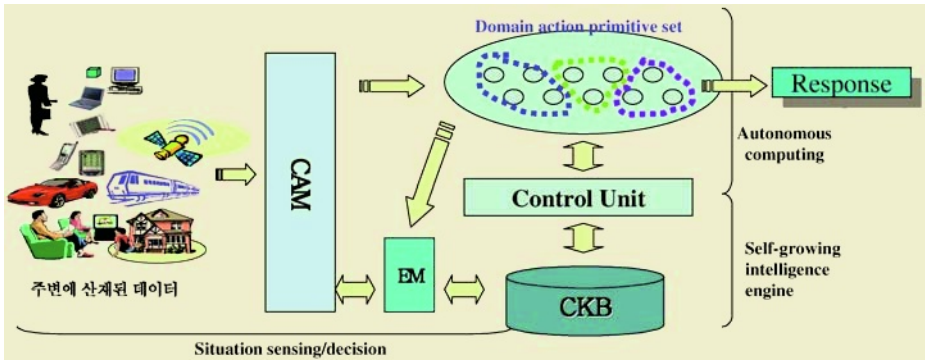 Domain action primitive set
Response
CAM
Autonomous
computing
Control Unit
EM
CKB
Self-growing
intelligence
engine
주변에 산재된 데이터
Situation sensing/decision